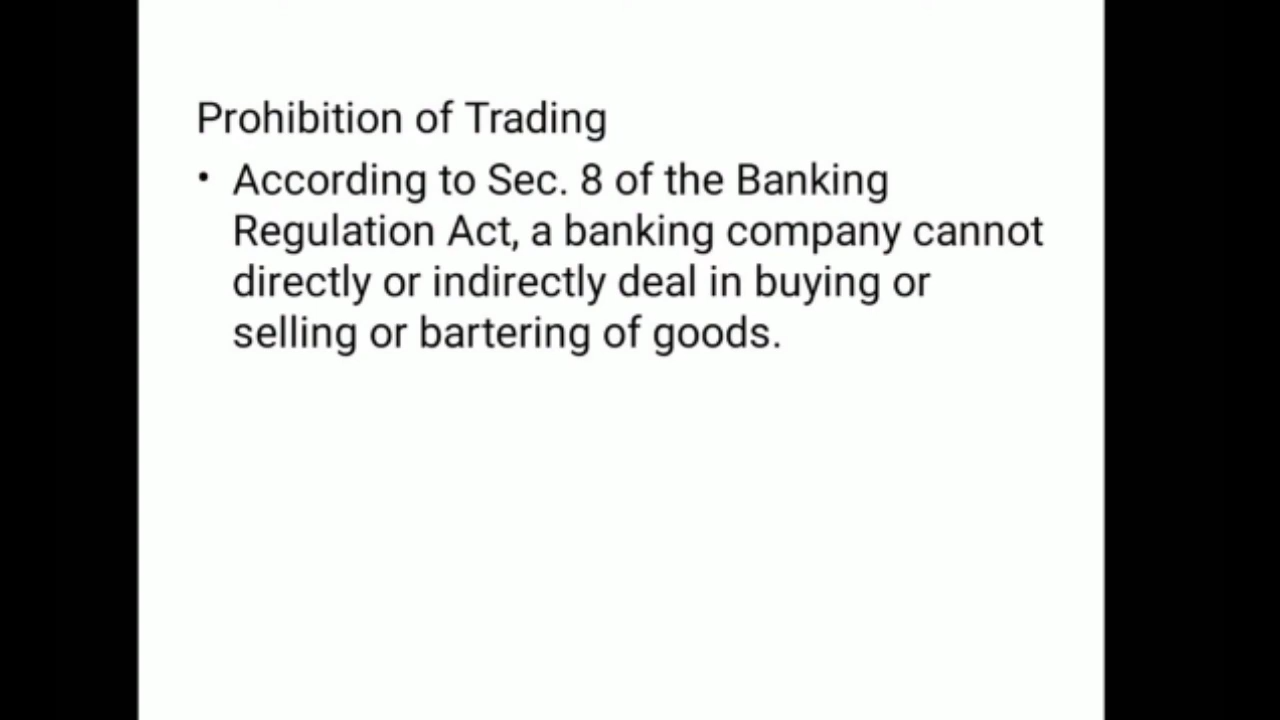 Prohibition of Trading
• According to Sec. 8 of the Banking
Regulation Act, a banking company cannot
directly or indirectly deal in buying or
selling or bartering of goods.